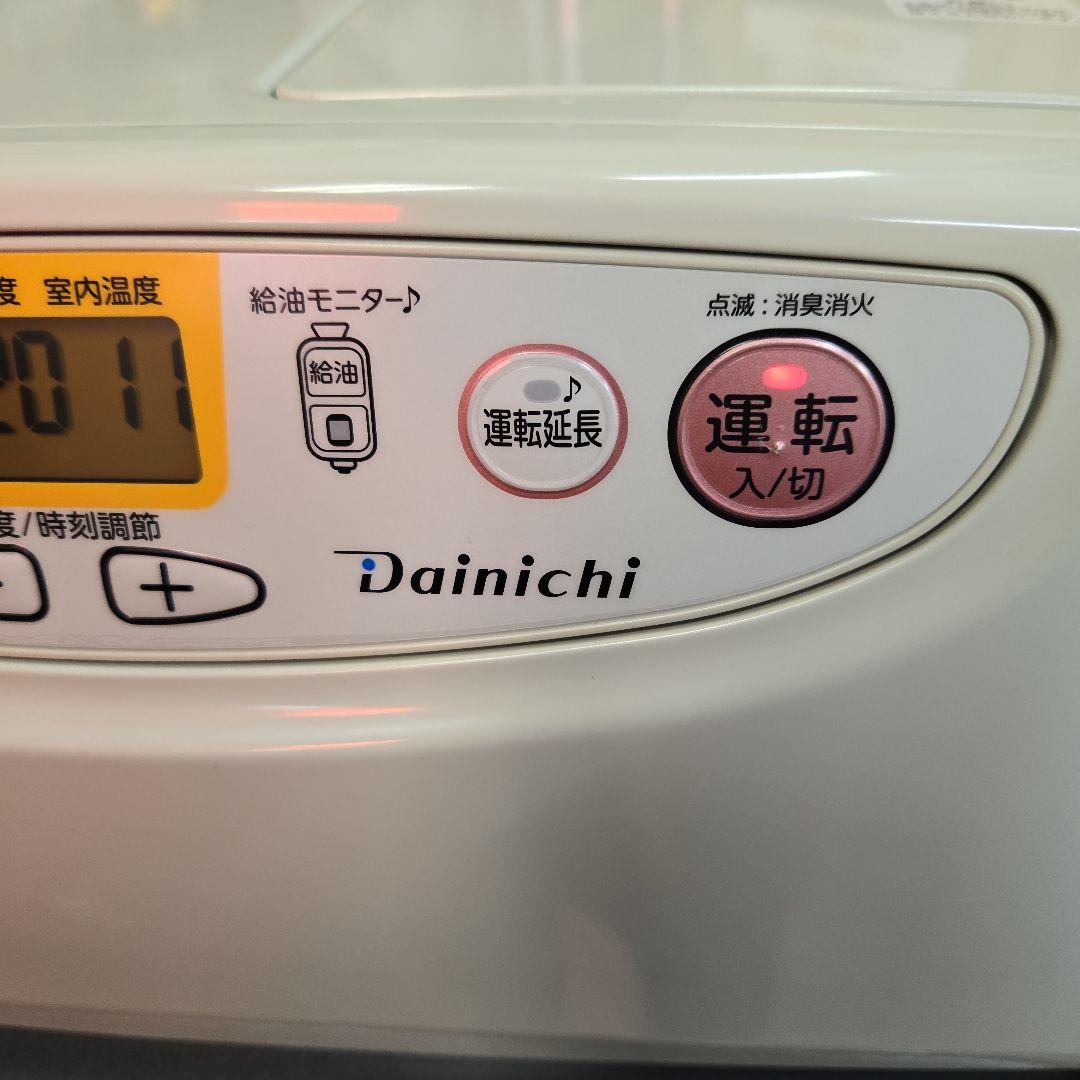 度 室内温度
2011
給油モニター♪
給油
♪
運転延長
点滅：消臭消火
運転
入/切
度/時刻調節
+
Dainichi